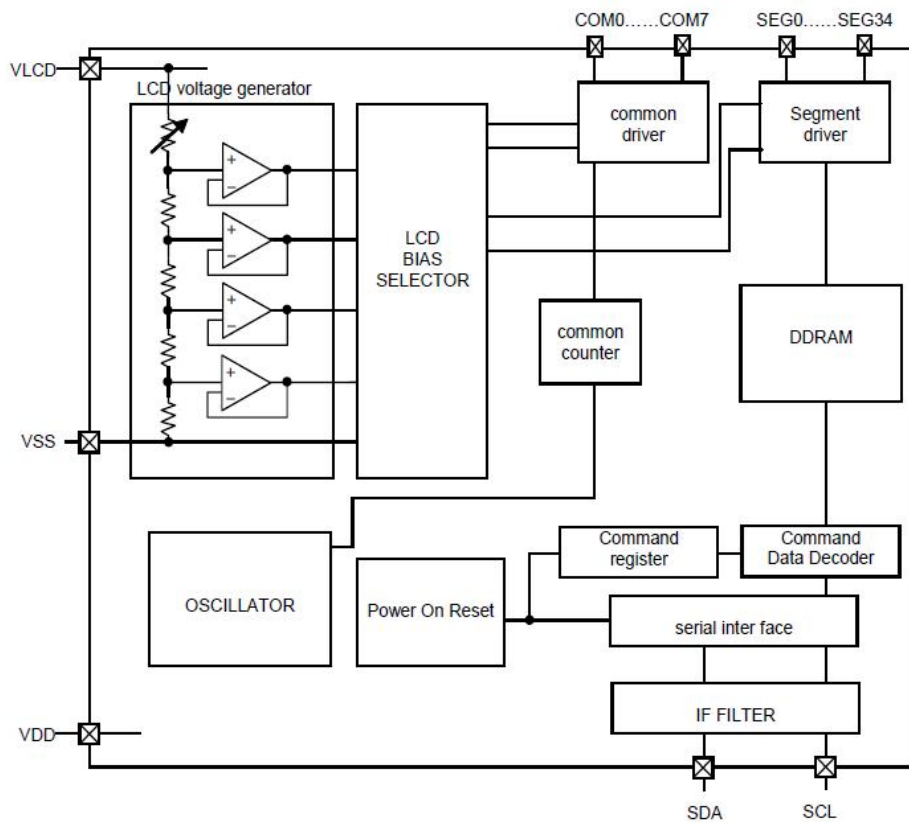 COM0......COM7
SEG0......SEG34
VLCD
LCD voltage generator
common
driver
Segment
driver
+
−
+
−
+
−
+
−
LCD
BIAS
SELECTOR
common
counter
DDRAM
VSS
OSCILLATOR
Power On Reset
Command
register
Command
Data Decoder
serial inter face
IF FILTER
VDD
SDA
SCL